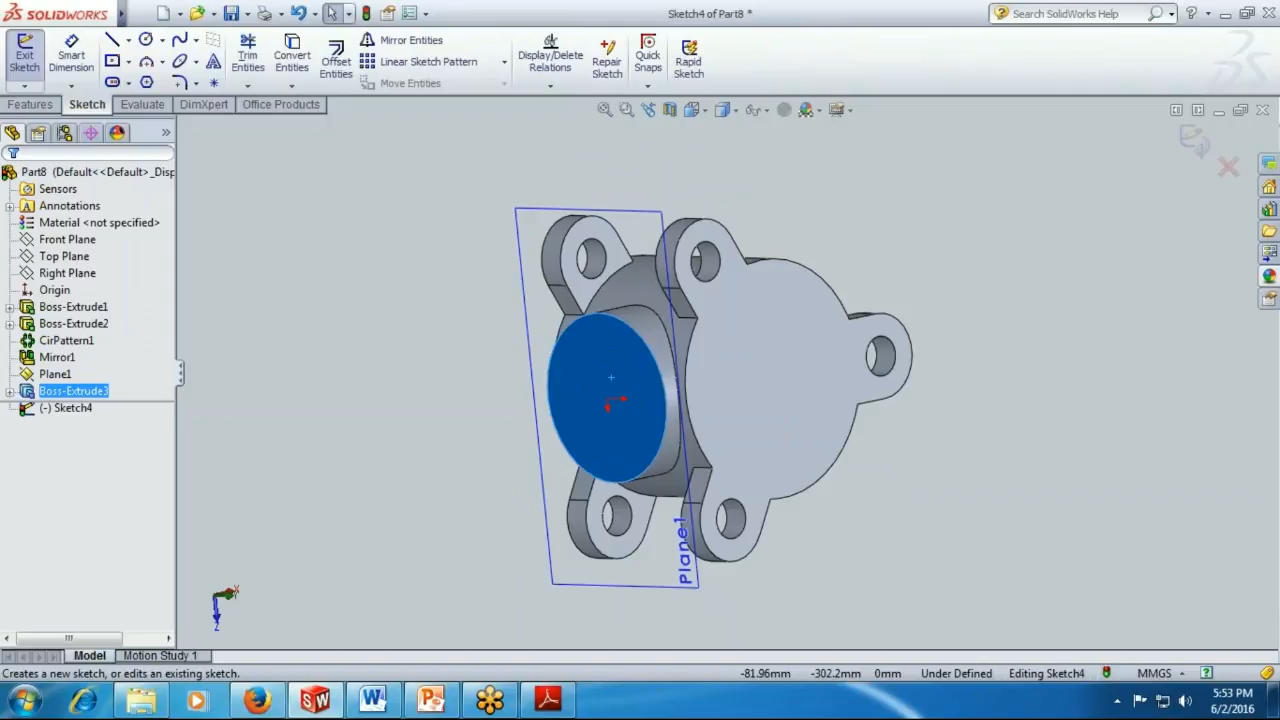 SOLIDWORKS
Sketch4 of Part8 *
Search SolidWorks Help
Exit Sketch
Smart Dimension
Trim Entities
Convert Entities
Offset Entities
Mirror Entities
Linear Sketch Pattern
Move Entities
Display/Delete Relations
Repair Sketch
Quick Snaps
Rapid Sketch
Features
Sketch
Evaluate
DimXpert
Office Products
Part8 (Default<<Default>_Disp
Sensors
Annotations
Material <not specified>
Front Plane
Top Plane
Right Plane
Origin
Boss-Extrude1
Boss-Extrude2
CirPattern1
Mirror1
Plane1
Boss-Extrude3
(-) Sketch4
Plane1
X
Z
Model
Motion Study 1
Creates a new sketch, or edits an existing sketch.
-81.96mm
-302.2mm
0mm
Under Defined
Editing Sketch4
MMGS
5:53 PM
6/2/2016